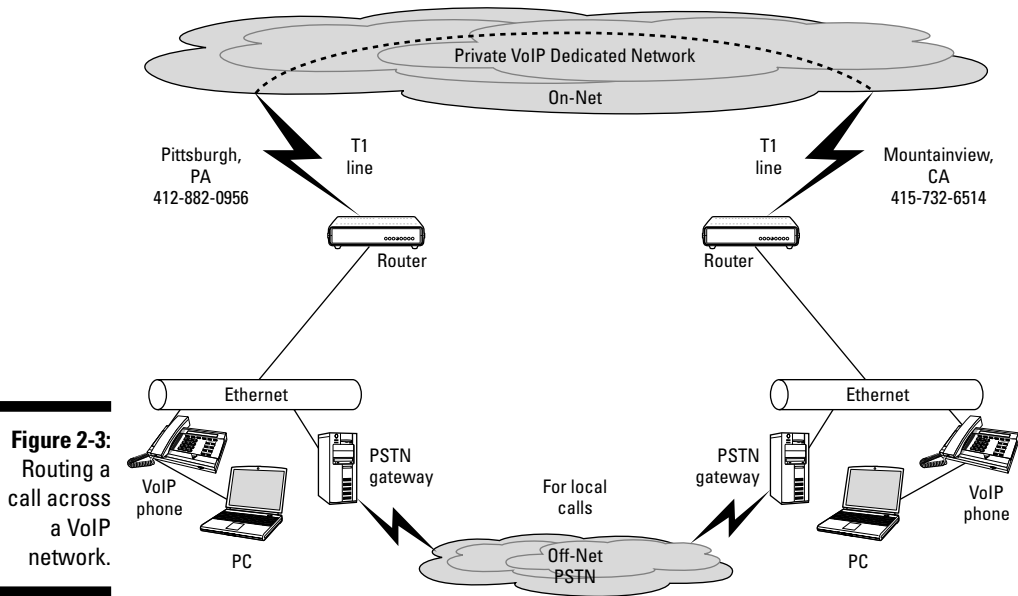 Private VoIP Dedicated Network
On-Net
Pittsburgh,
PA
412-882-0956
T1
line
T1
line
Mountainview,
CA
415-732-6514
Router
Router
Ethernet
Ethernet
VoIP
phone
PC
PSTN
gateway
For local
calls
PSTN
gateway
PC
VoIP
phone
Off-Net
PSTN
Figure 2-3:
Routing a
call across
a VoIP
network.